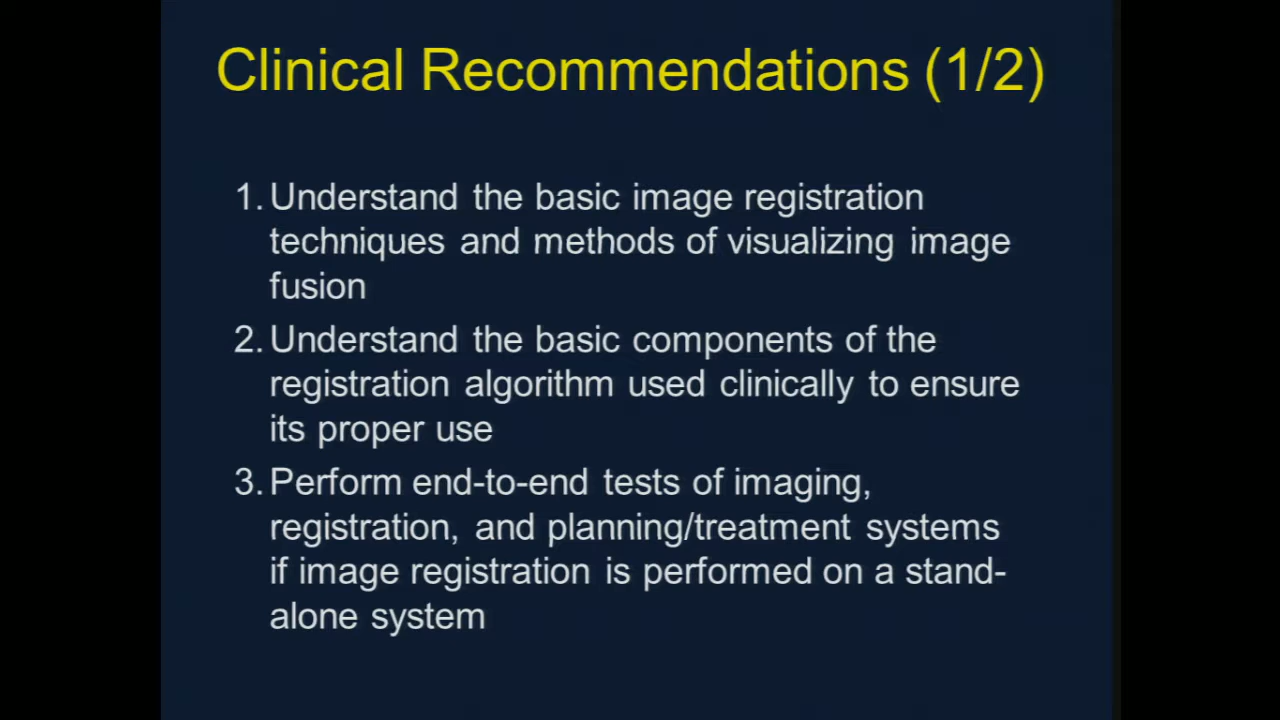 Clinical Recommendations (1/2)
1. Understand the basic image registration
techniques and methods of visualizing image
fusion
2. Understand the basic components of the
registration algorithm used clinically to ensure
its proper use
3. Perform end-to-end tests of imaging,
registration, and planning/treatment systems
if image registration is performed on a stand-
alone system